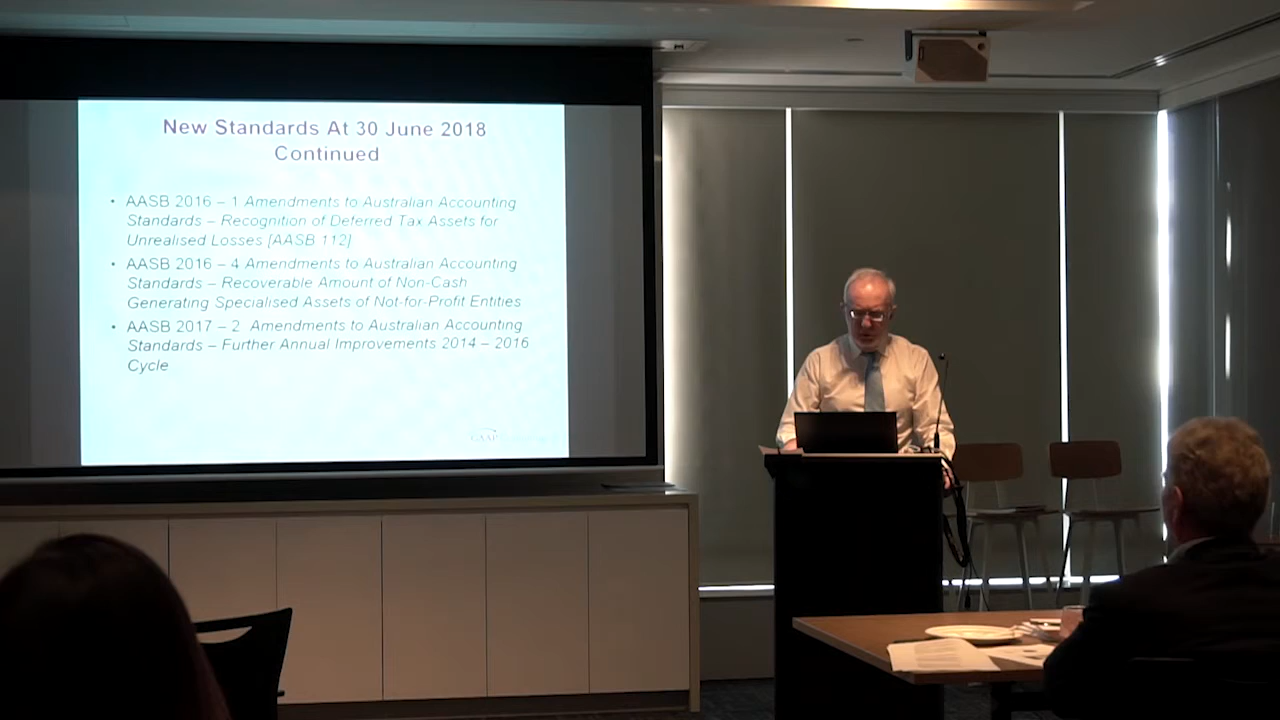 New Standards At 30 June 2018
Continued
• AASB 2016 – 1 Amendments to Australian Accounting
Standards – Recognition of Deferred Tax Assets for
Unrealised Losses [AASB 112]
• AASB 2016 – 4 Amendments to Australian Accounting
Standards – Recoverable Amount of Non-Cash
Generating Specialised Assets of Not-for-Profit Entities
• AASB 2017 – 2 Amendments to Australian Accounting
Standards – Further Annual Improvements 2014 – 2016
Cycle
GAAP